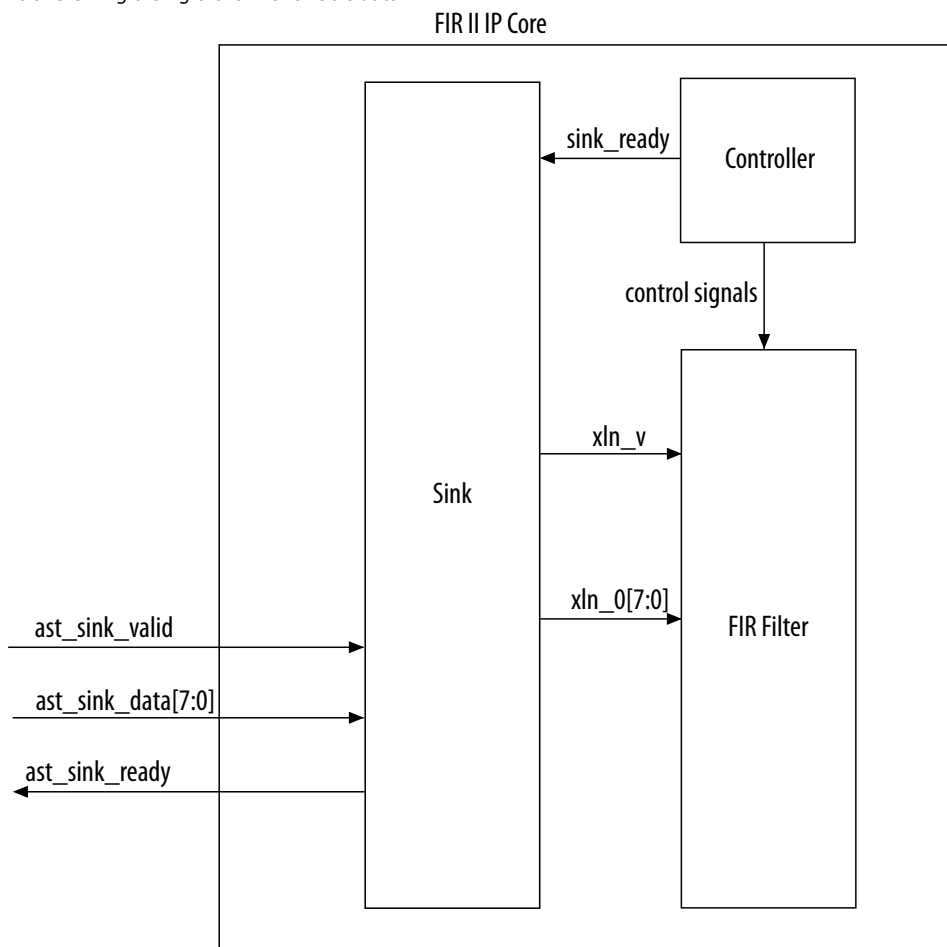 FIR II IP Core
sink_ready
Controller
control signals
xln_v
Sink
xln_0[7:0]
FIR Filter
ast_sink_valid
ast_sink_data[7:0]
ast_sink_ready